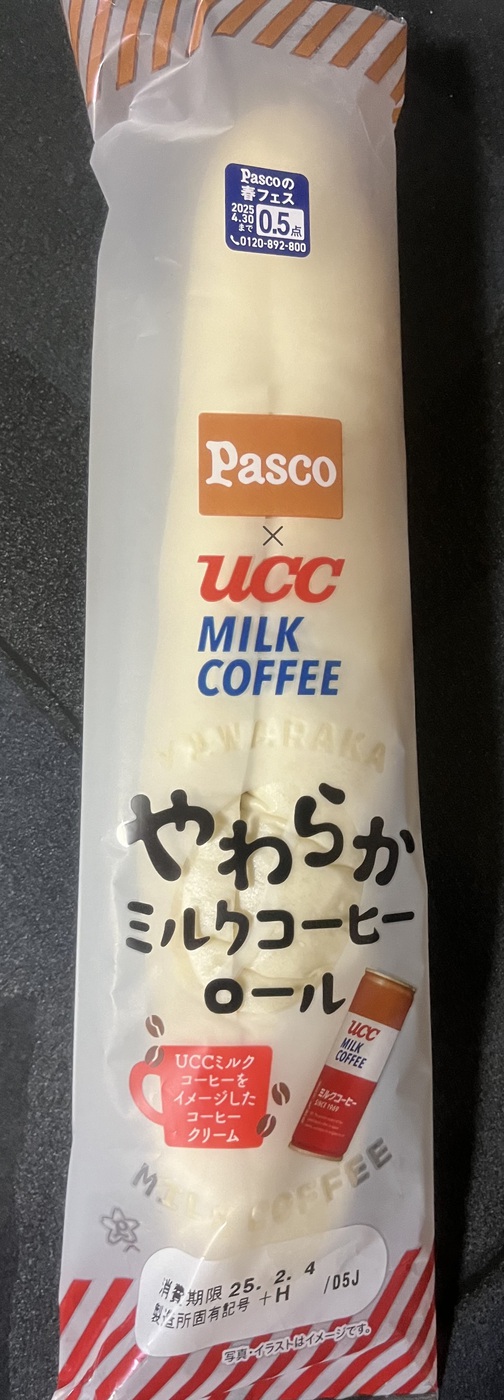 Pascoの
春フェス
2025
4.30
まで
0.5点
0120-892-800
Pasco
×
UCC
MILK
COFFEE
YAWARAKA
やわらか
ミルクコーヒー
ロール
UCC
MILK
COFFEE
ミルクコーヒー
SINCE 1969
UCCミルク
コーヒーを
イメージした
コーヒー
クリーム
MILK COFFEE
消費期限 25. 2. 4
製造所固有記号 +H /05J
写真・イラストはイメージです。